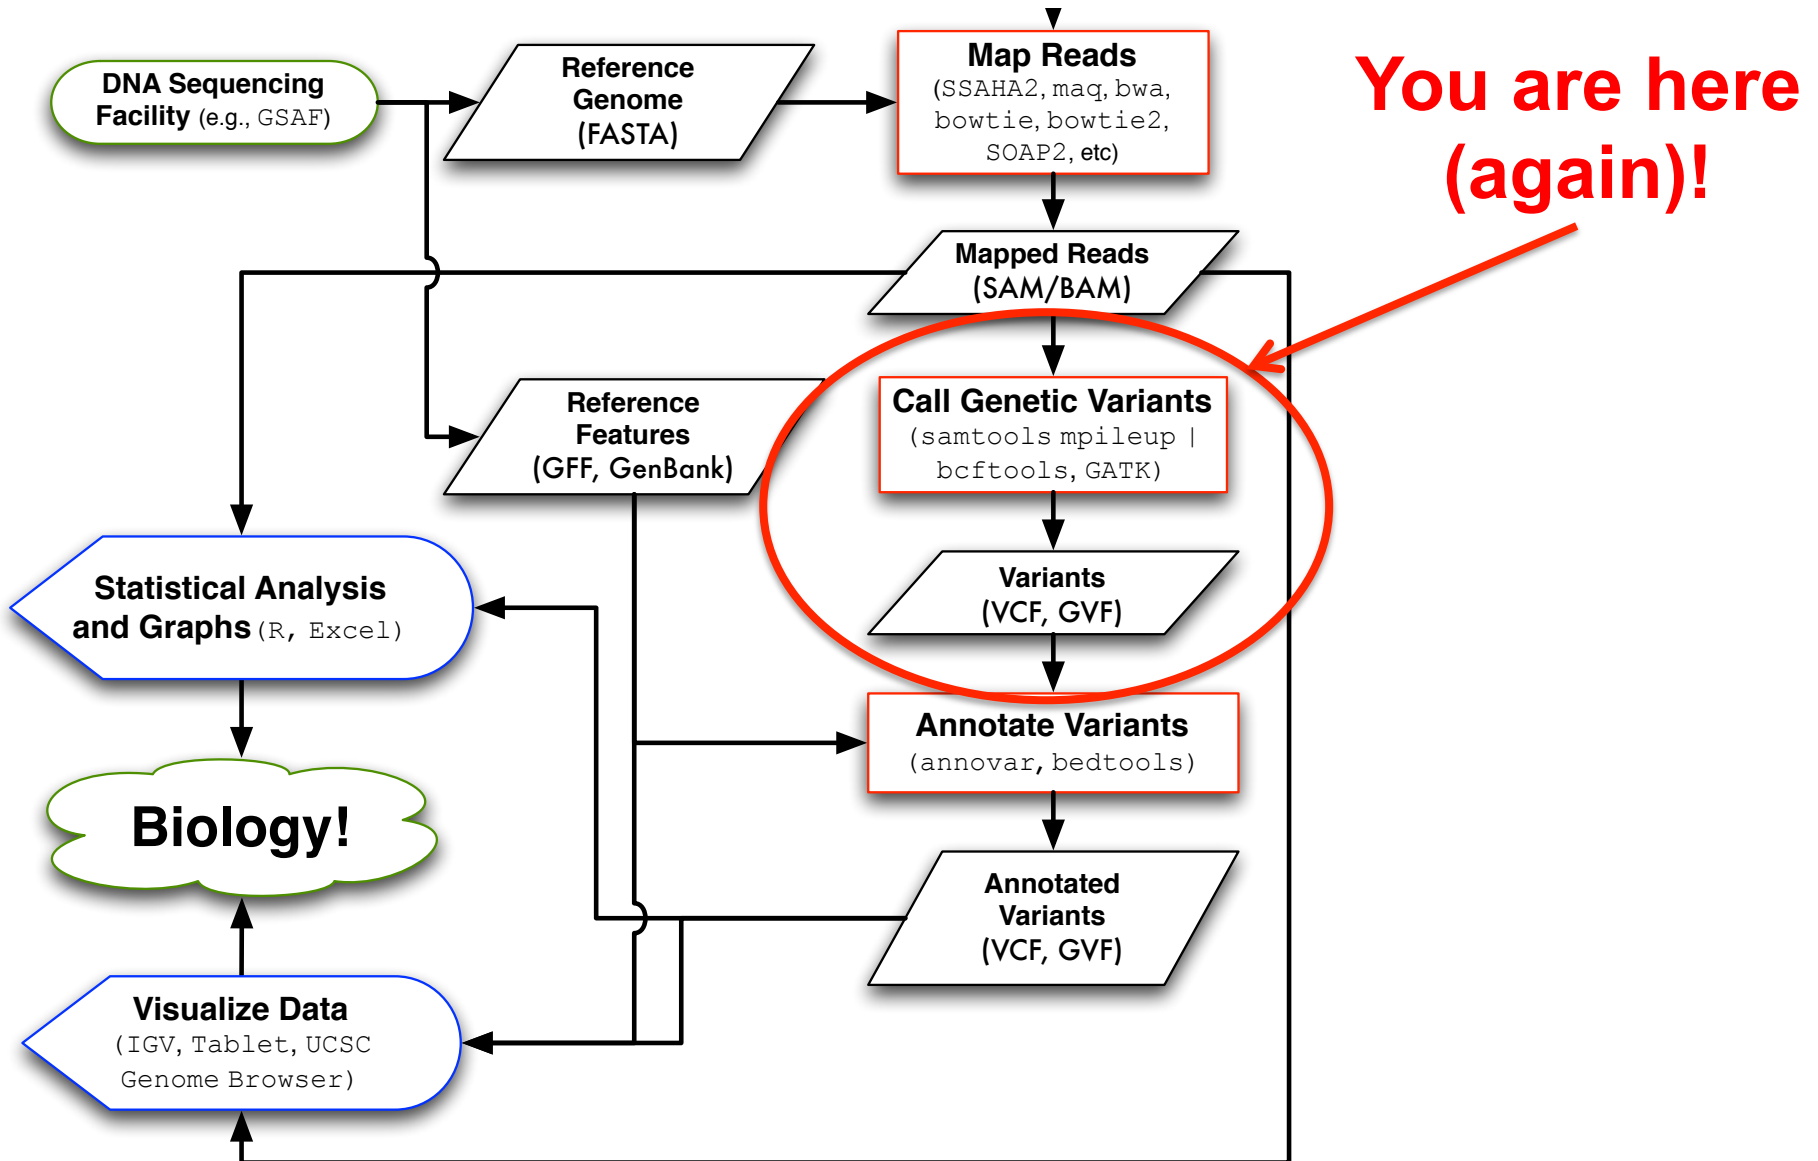 DNA Sequencing
Facility (e.g., GSAF)
Reference
Genome
(FASTA)
Map Reads
(SSAHA2, maq, bwa,
bowtie, bowtie2,
SOAP2, etc)
You are here
(again)!
Mapped Reads
(SAM/BAM)
Reference
Features
(GFF, GenBank)
Call Genetic Variants
(samtools mpileup |
bcftools, GATK)
Statistical Analysis
and Graphs (R, Excel)
Variants
(VCF, GVF)
Annotate Variants
(annovar, bedtools)
Biology!
Annotated
Variants
(VCF, GVF)
Visualize Data
(IGV, Tablet, UCSC
Genome Browser)